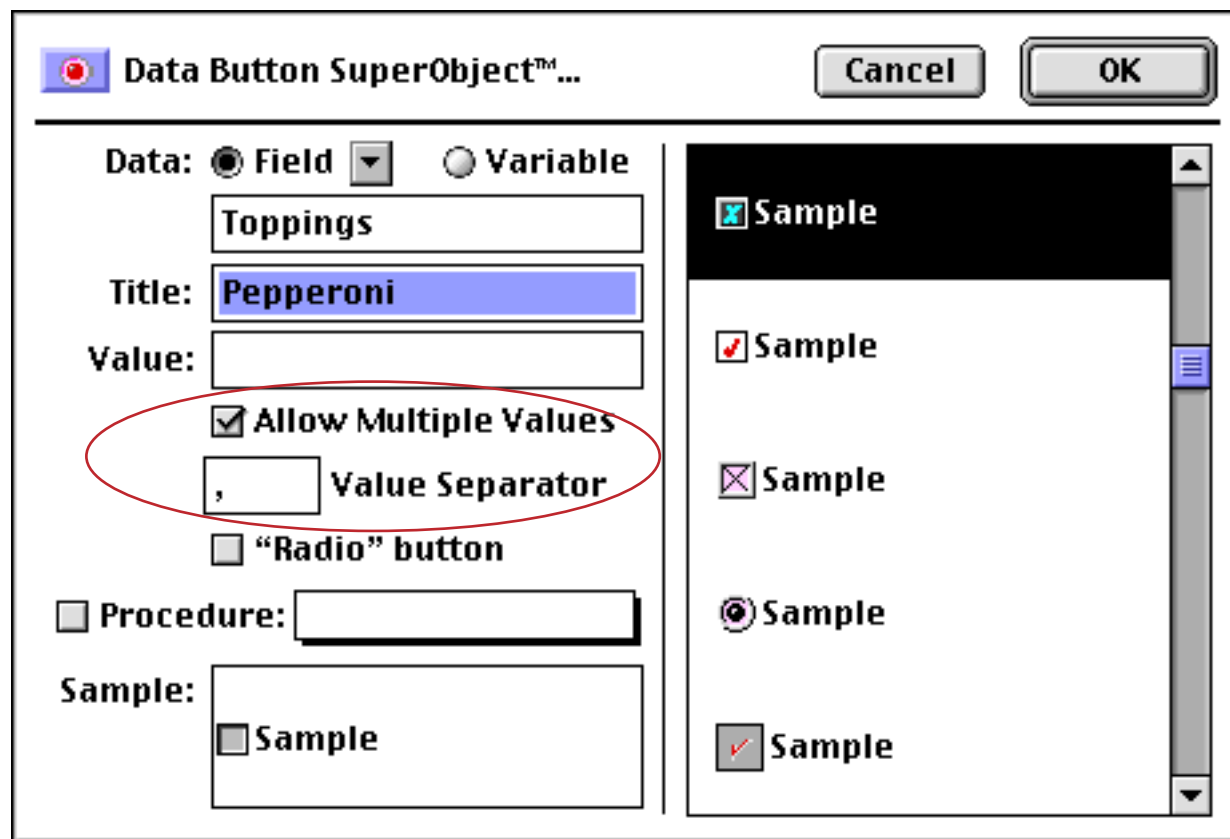 Data Button SuperObject™...
Cancel
OK
Data: Field Variable
Toppings
Title: Pepperoni
Value:
Allow Multiple Values
, Value Separator
“Radio” button
Procedure:
Sample:
Sample
Sample
Sample
Sample
Sample
Sample